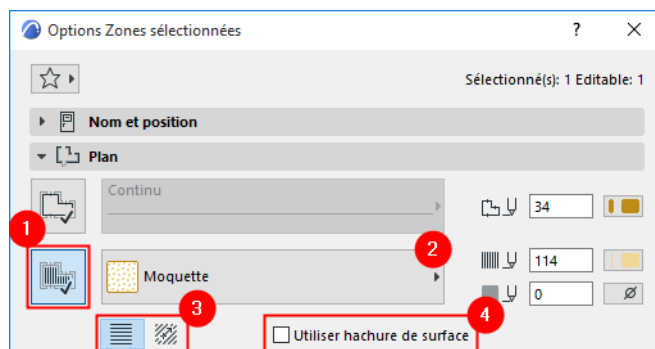 Options Zones sélectionnées
?
Sélectionné(s): 1 Editable: 1
Nom et position
Plan
1
Continu
34
2
Moquette
114
0
3
4
Utiliser hachure de surface